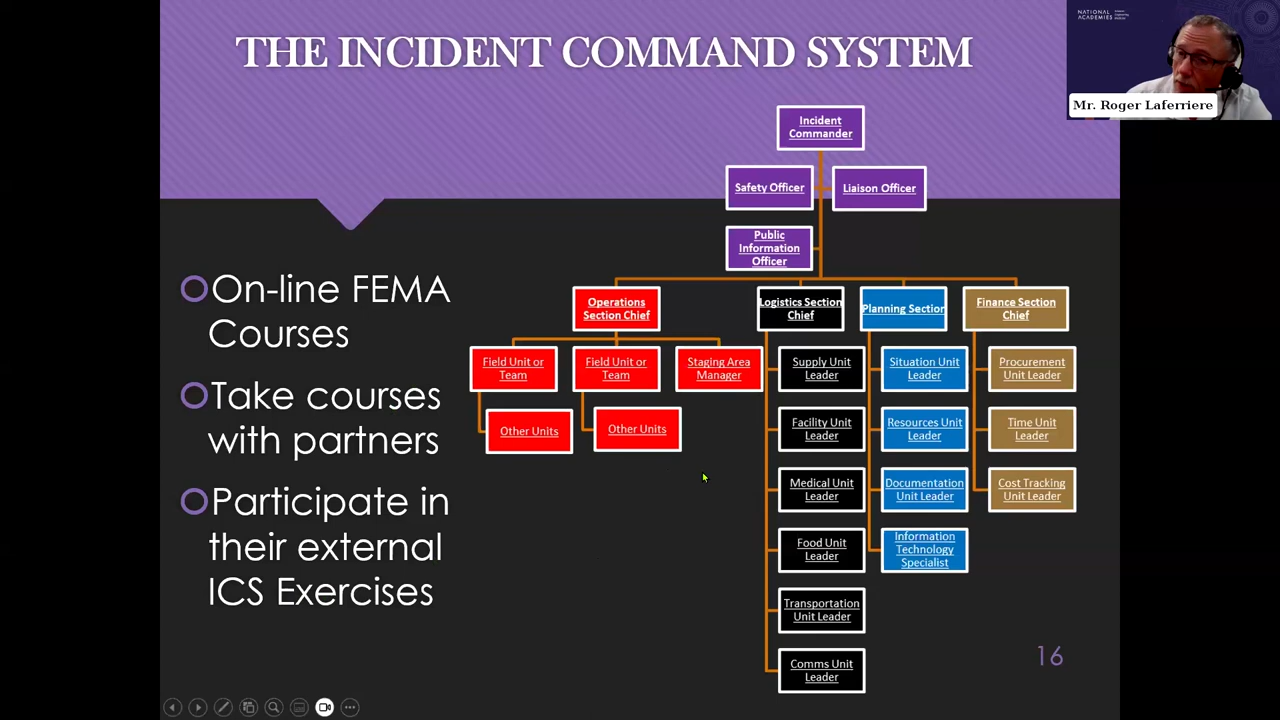 THE INCIDENT COMMAND SYSTEM
NATIONAL
ACADEMIES
Mr. Roger Laferriere
Incident
Commander
Safety Officer
Liaison Officer
Public
Information
Officer
On-line FEMA
Courses
Take courses
with partners
Participate in
their external
ICS Exercises
Operations
Section Chief
Logistics Section
Chief
Planning Section
Finance Section
Chief
Field Unit or
Team
Field Unit or
Team
Staging Area
Manager
Other Units
Other Units
Supply Unit
Leader
Facility Unit
Leader
Medical Unit
Leader
Food Unit
Leader
Transportation
Unit Leader
Comms Unit
Leader
Situation Unit
Leader
Resources Unit
Leader
Documentation
Unit Leader
Information
Technology
Specialist
Procurement
Unit Leader
Time Unit
Leader
Cost Tracking
Unit Leader
16